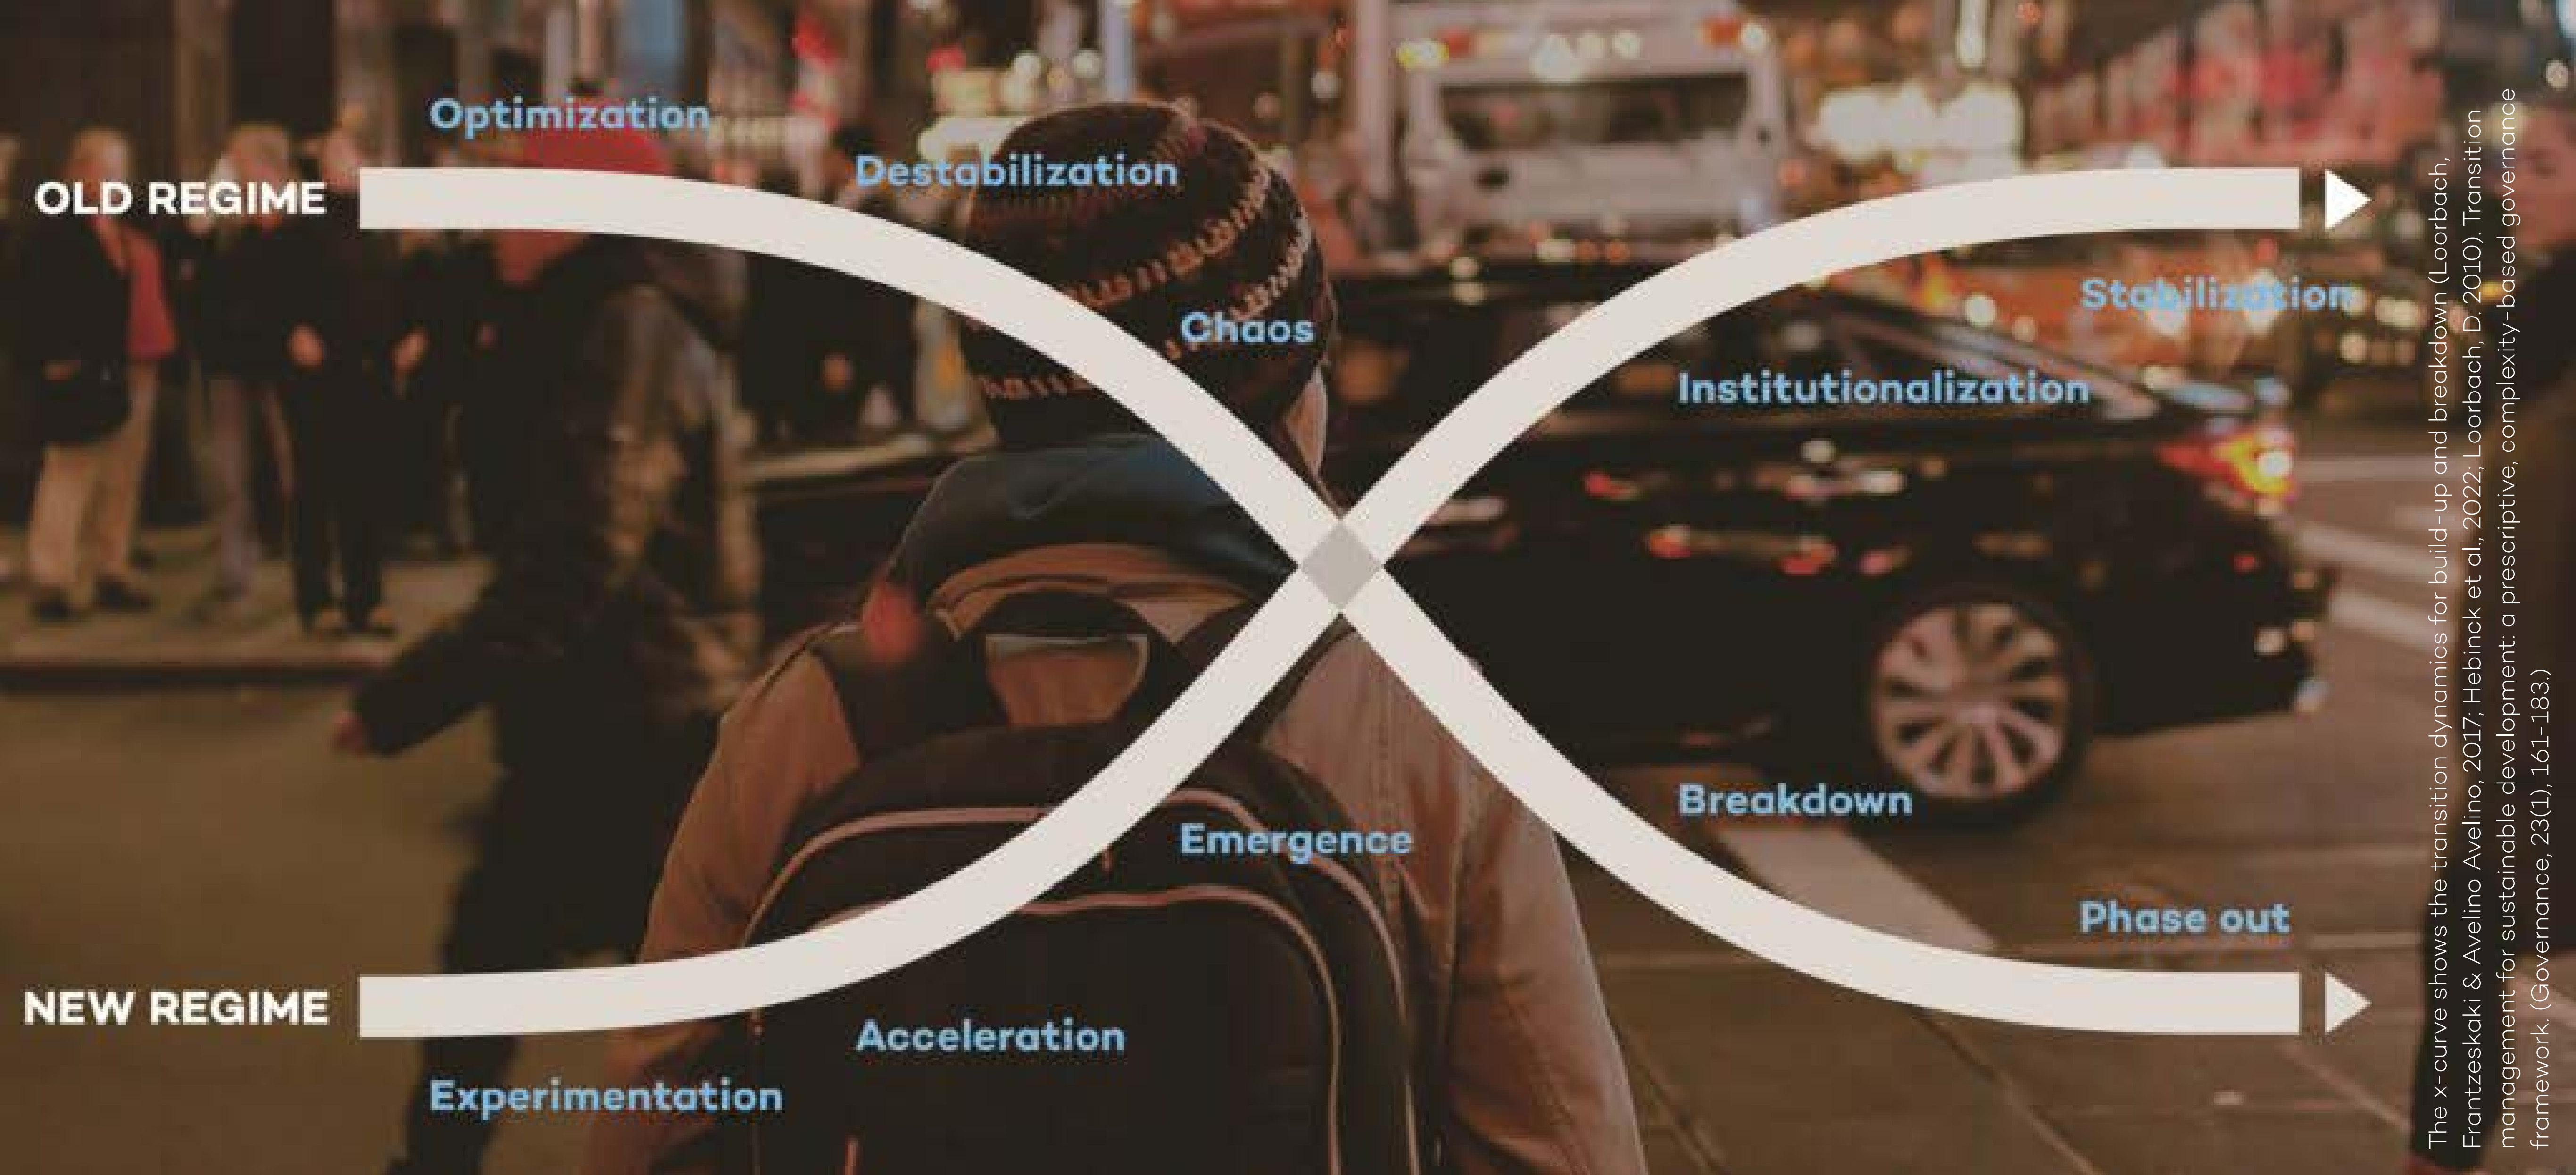 Optimization
Destabilization
OLD REGIME
Chaos
Stabilization
Institutionalization
Breakdown
Emergence
Phase out
NEW REGIME
Acceleration
Experimentation
The x-curve shows the transition dynamics for build-up and breakdown (Loorbach,
Frantzeskaki & Avelino Avelino, 2017; Hebinck et al., 2022; Loorbach, D. 2010). Transition
management for sustainable development: a prescriptive, complexity-based governance
framework. (Governance, 23(1), 161-183.)